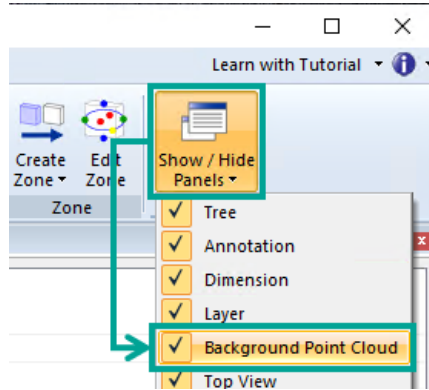 Learn with Tutorial
Create Zone
Edit Zone
Show / Hide Panels
Zone
Tree
Annotation
Dimension
Layer
Background Point Cloud
Top View